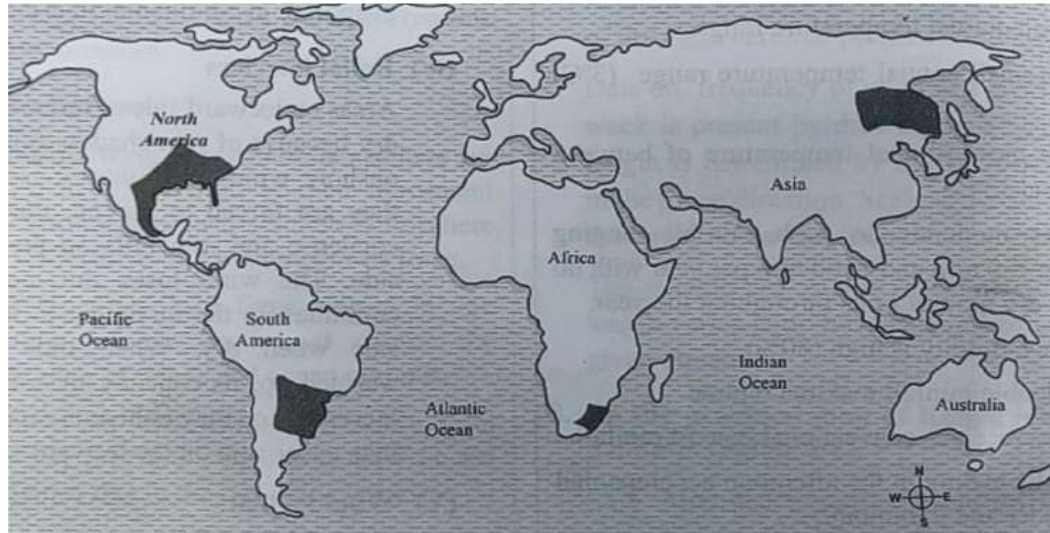 North
America
Asia
Africa
Pacific
Ocean
South
America
Indian
Ocean
Atlantic
Ocean
Australia
N
W
E
S